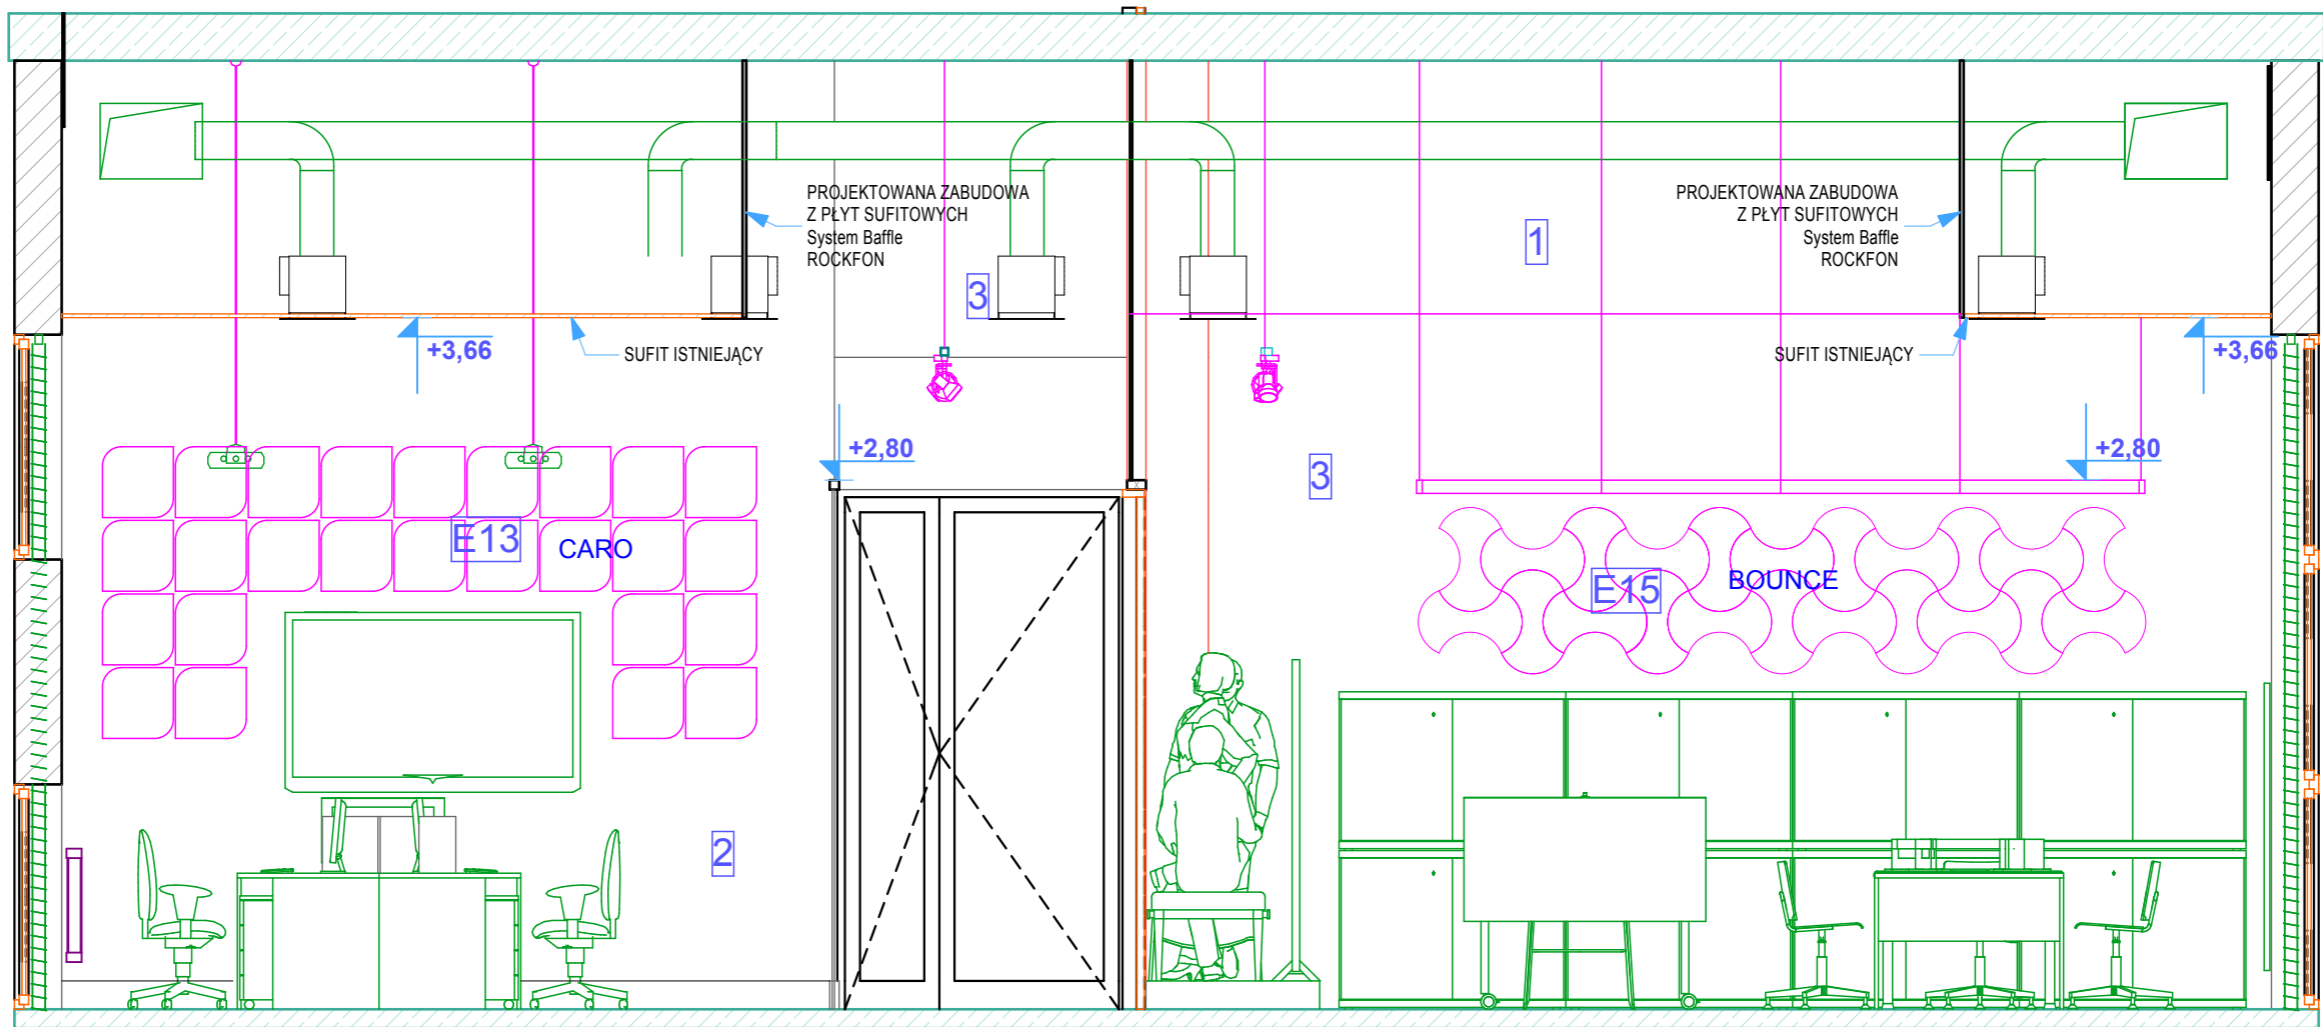 PROJEKTOWANA ZABUDOWA
Z PŁYT SUFITOWYCH
System Baffle
ROCKFON
PROJEKTOWANA ZABUDOWA
Z PŁYT SUFITOWYCH
System Baffle
ROCKFON
1
3
+3,66
SUFIT ISTNIEJĄCY
SUFIT ISTNIEJĄCY
+3,66
+2,80
3
+2,80
E13
CARO
E15
BOUNCE
2